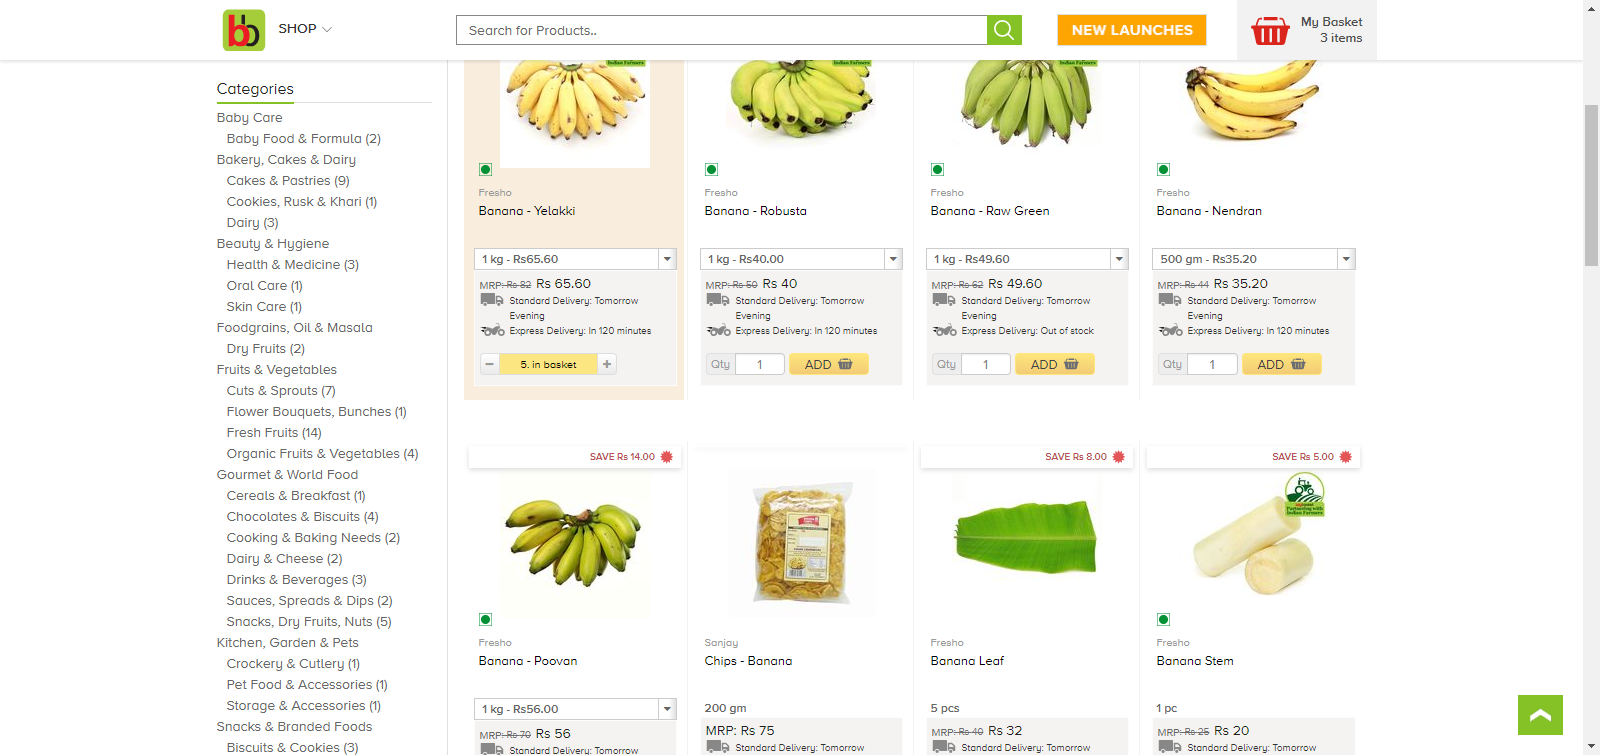 bb
SHOP
Search for Products..
NEW LAUNCHES
My Basket
3 items
Categories
Baby Care
Baby Food & Formula (2)
Bakery, Cakes & Dairy
Cakes & Pastries (9)
Cookies, Rusk & Khari (1)
Dairy (3)
Beauty & Hygiene
Health & Medicine (3)
Oral Care (1)
Skin Care (1)
Foodgrains, Oil & Masala
Dry Fruits (2)
Fruits & Vegetables
Cuts & Sprouts (7)
Flower Bouquets, Bunches (1)
Fresh Fruits (14)
Organic Fruits & Vegetables (4)
Gourmet & World Food
Cereals & Breakfast (1)
Chocolates & Biscuits (4)
Cooking & Baking Needs (2)
Dairy & Cheese (2)
Drinks & Beverages (3)
Sauces, Spreads & Dips (2)
Snacks, Dry Fruits, Nuts (5)
Kitchen, Garden & Pets
Crockery & Cutlery (1)
Pet Food & Accessories (1)
Storage & Accessories (1)
Snacks & Branded Foods
Biscuits & Cookies (3)
Indian Farmers
Fresho
Banana - Yelakki
1 kg - Rs65.60
MRP: Rs 82 Rs 65.60
Standard Delivery: Tomorrow
Evening
Express Delivery: In 120 minutes
5. in basket
Indian Farmers
Fresho
Banana - Robusta
1 kg - Rs40.00
MRP: Rs 50 Rs 40
Standard Delivery: Tomorrow
Evening
Express Delivery: In 120 minutes
Qty 1 ADD
Indian Farmers
Fresho
Banana - Raw Green
1 kg - Rs49.60
MRP: Rs 62 Rs 49.60
Standard Delivery: Tomorrow
Evening
Express Delivery: Out of stock
Qty 1 ADD
Fresho
Banana - Nendran
500 gm - Rs35.20
MRP: Rs 44 Rs 35.20
Standard Delivery: Tomorrow
Evening
Express Delivery: In 120 minutes
Qty 1 ADD
SAVE Rs 14.00
Fresho
Banana - Poovan
1 kg - Rs56.00
MRP: Rs 70 Rs 56
Standard Delivery: Tomorrow
Sanjay
Chips - Banana
200 gm
MRP: Rs 75
Standard Delivery: Tomorrow
SAVE Rs 8.00
Fresho
Banana Leaf
5 pcs
MRP: Rs 40 Rs 32
Standard Delivery: Tomorrow
SAVE Rs 5.00
Partnering with
Indian Farmers
Fresho
Banana Stem
1 pc
MRP: Rs 25 Rs 20
Standard Delivery: Tomorrow